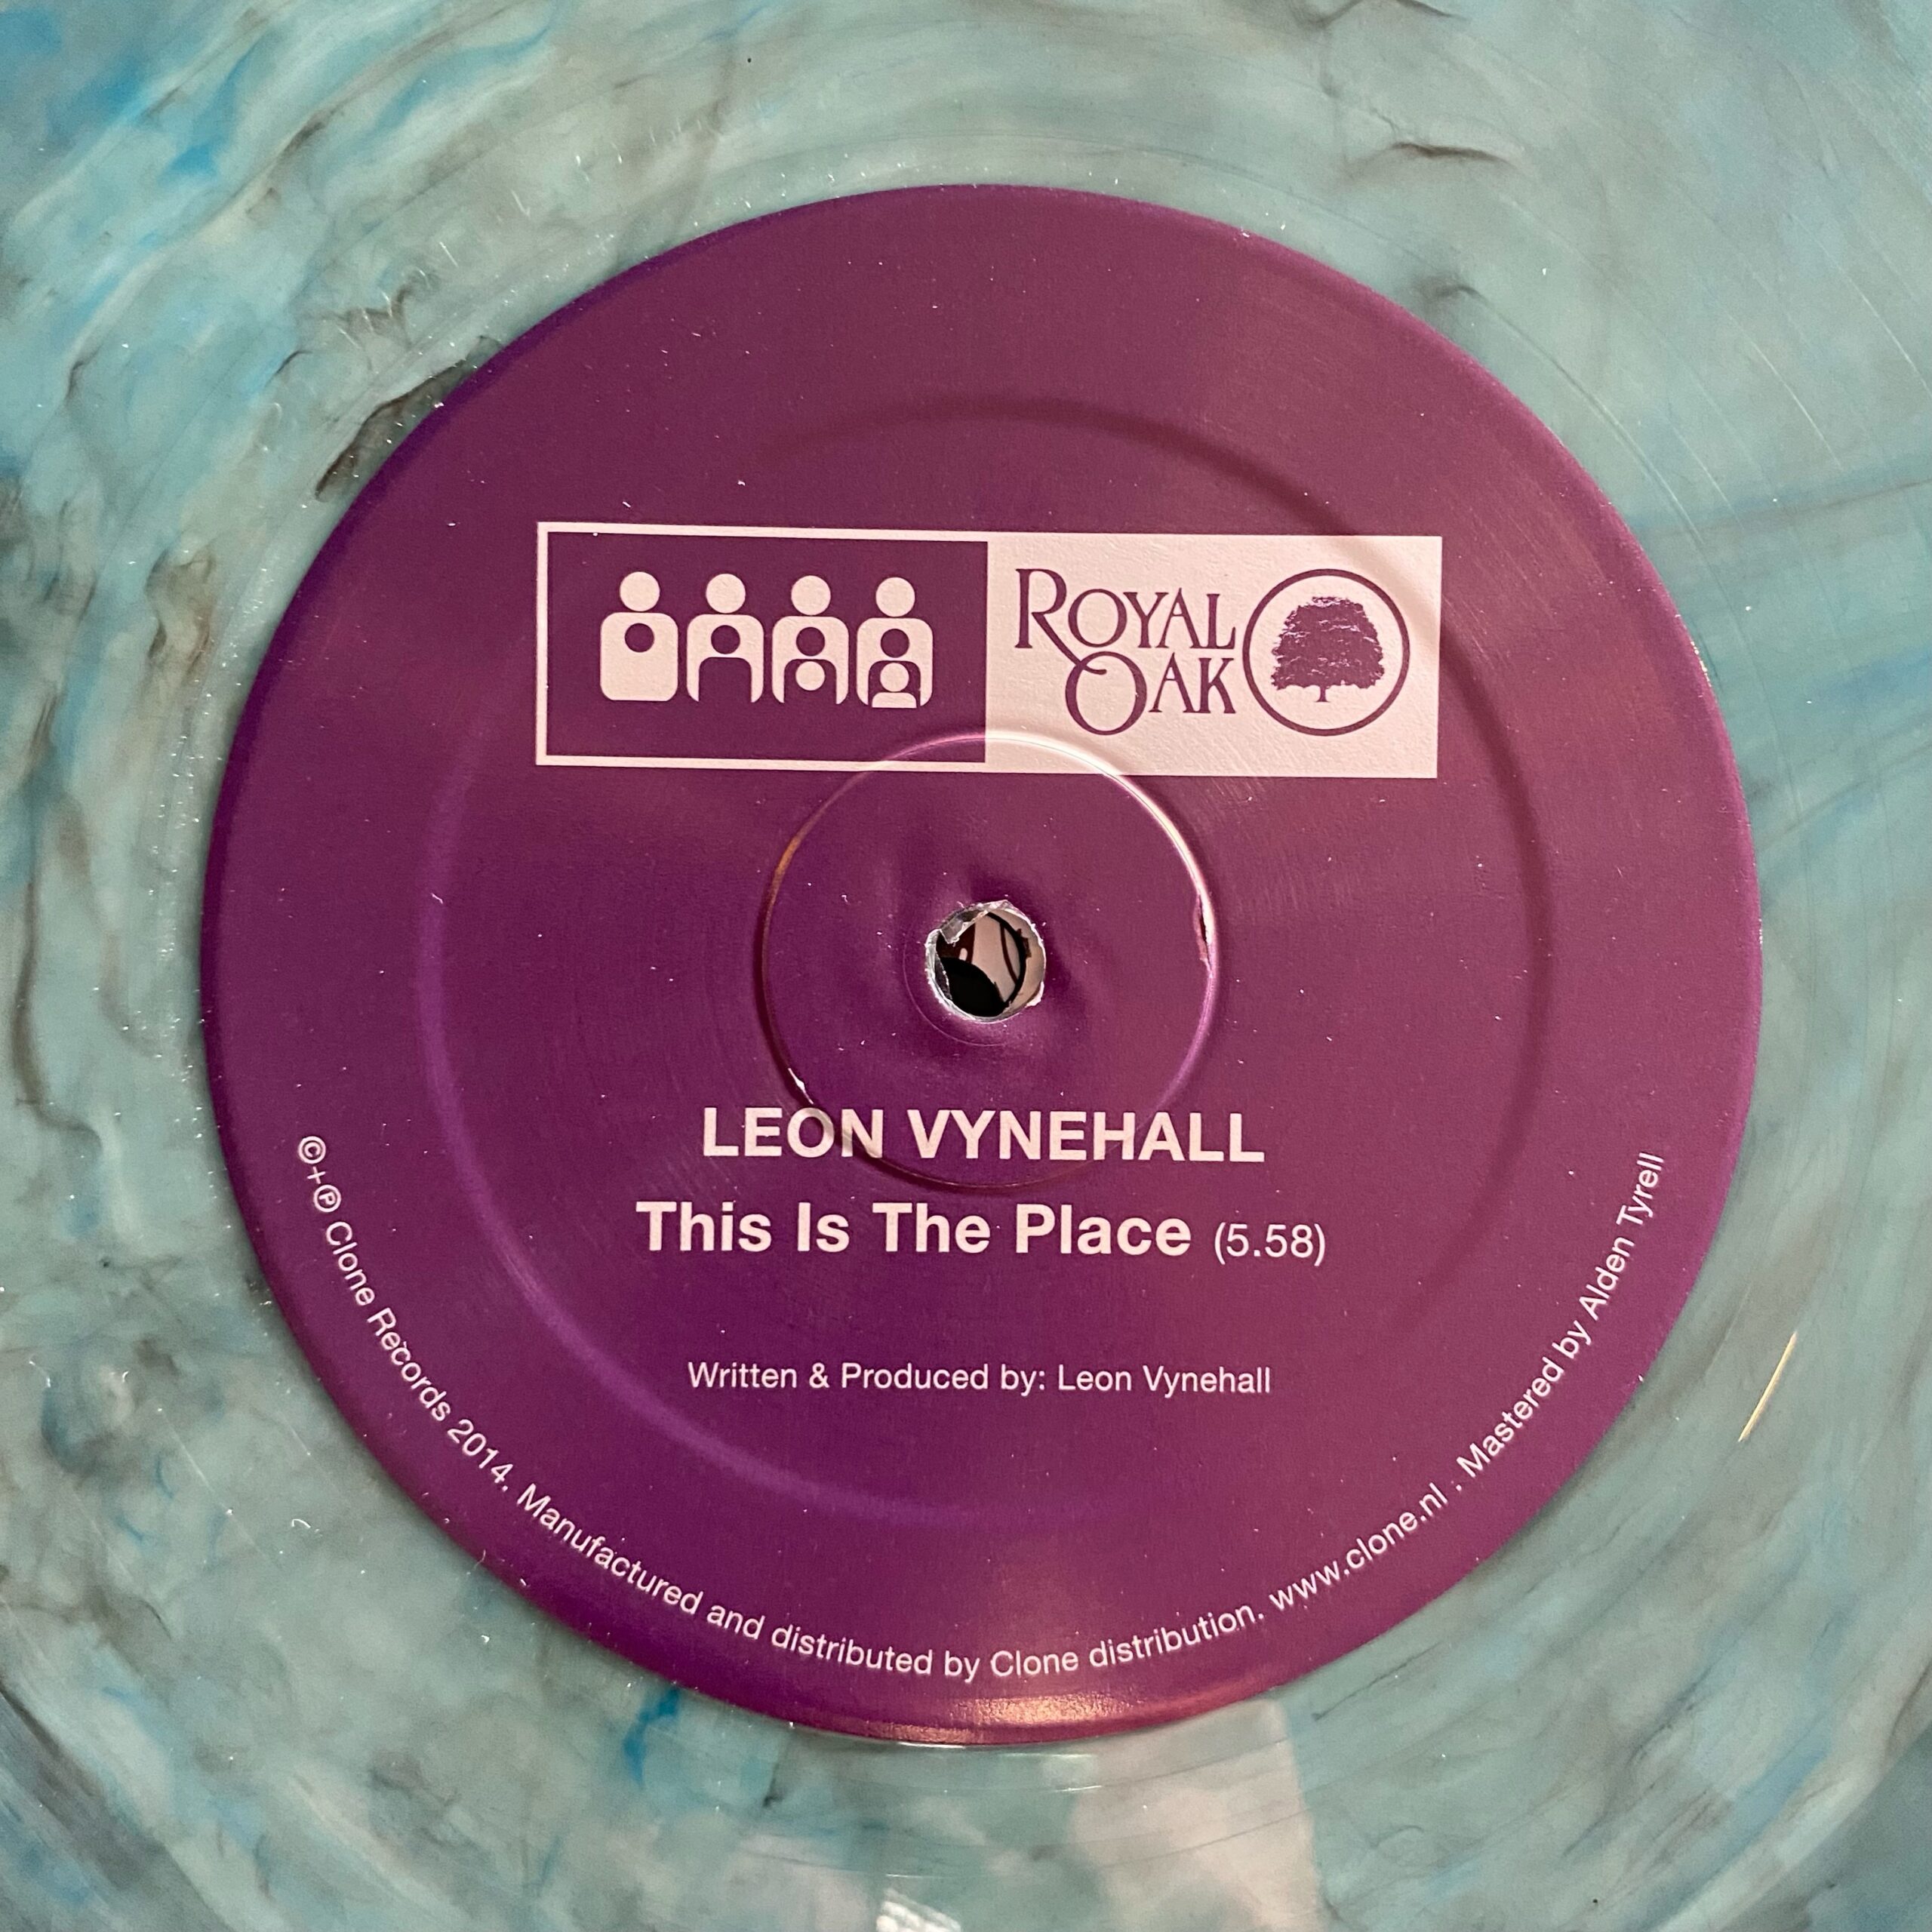 ROYAL
OAK
LEON VYNEHALL
This Is The Place (5.58)
Written & Produced by: Leon Vynehall
©+℗ Clone Records 2014. Manufactured and distributed by Clone distribution. www.clone.nl . Mastered by Alden Tyrell